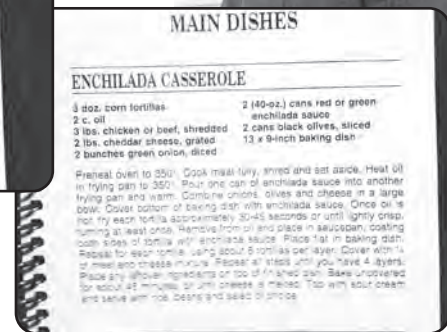 MAIN DISHES
ENCHILADA CASSEROLE
3 doz. corn tortillas
2 c. oil
3 lbs. chicken or beef, shredded
2 lbs. cheddar cheese, grated
2 bunches green onion, diced
2 (40-oz.) cans red or green
enchilada sauce
2 cans black olives, sliced
13 x 9-inch baking dish
Preheat oven to 350°. Cook meat fully, shred and set aside. Heat oil
in frying pan to 350°. Pour one can of enchilada sauce into another
frying pan and warm. Combine onions, olives and cheese in a large
bowl. Cover bottom of baking dish with enchilada sauce. Once oil is
hot, fry each tortilla approximately 30-45 seconds or until lightly crisp,
turning at least once. Remove from oil and place in saucepan, coating
both sides of tortilla with enchilada sauce. Place flat in baking dish.
Repeat for each tortilla, using about 6 tortillas per layer. Cover with ¼
of meat and cheese mixture. Repeat all steps until you have 4 layers.
Place any leftover ingredients on top of finished pan. Bake uncovered
for about 45 minutes, or until cheese is melted. Top with sour cream
and serve with rice, beans and salad of choice.